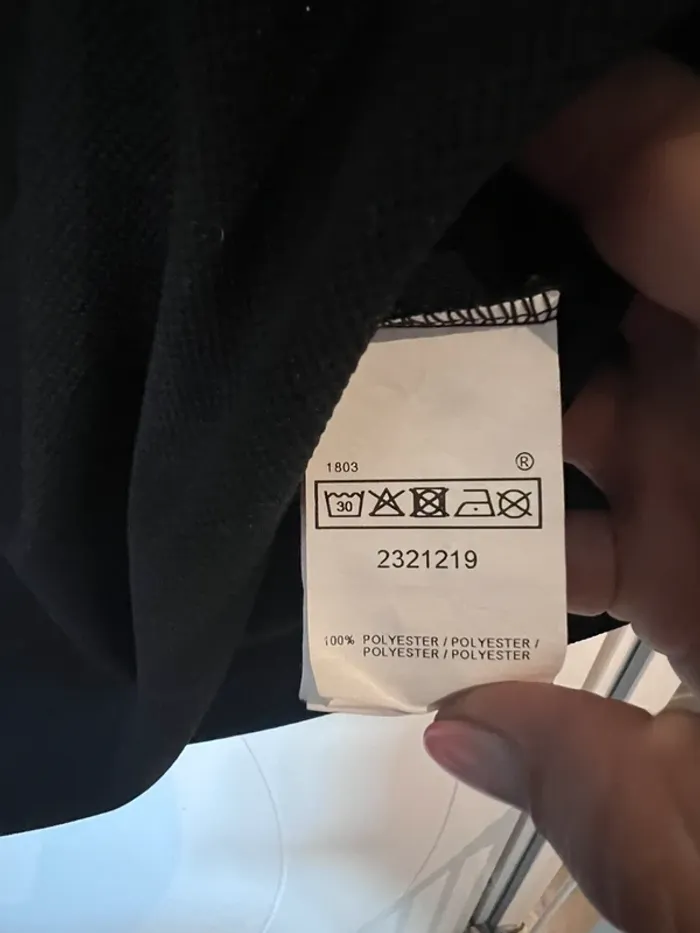 1803 ®
30
2321219
100% POLYESTER / POLYESTER /
POLYESTER / POLYESTER